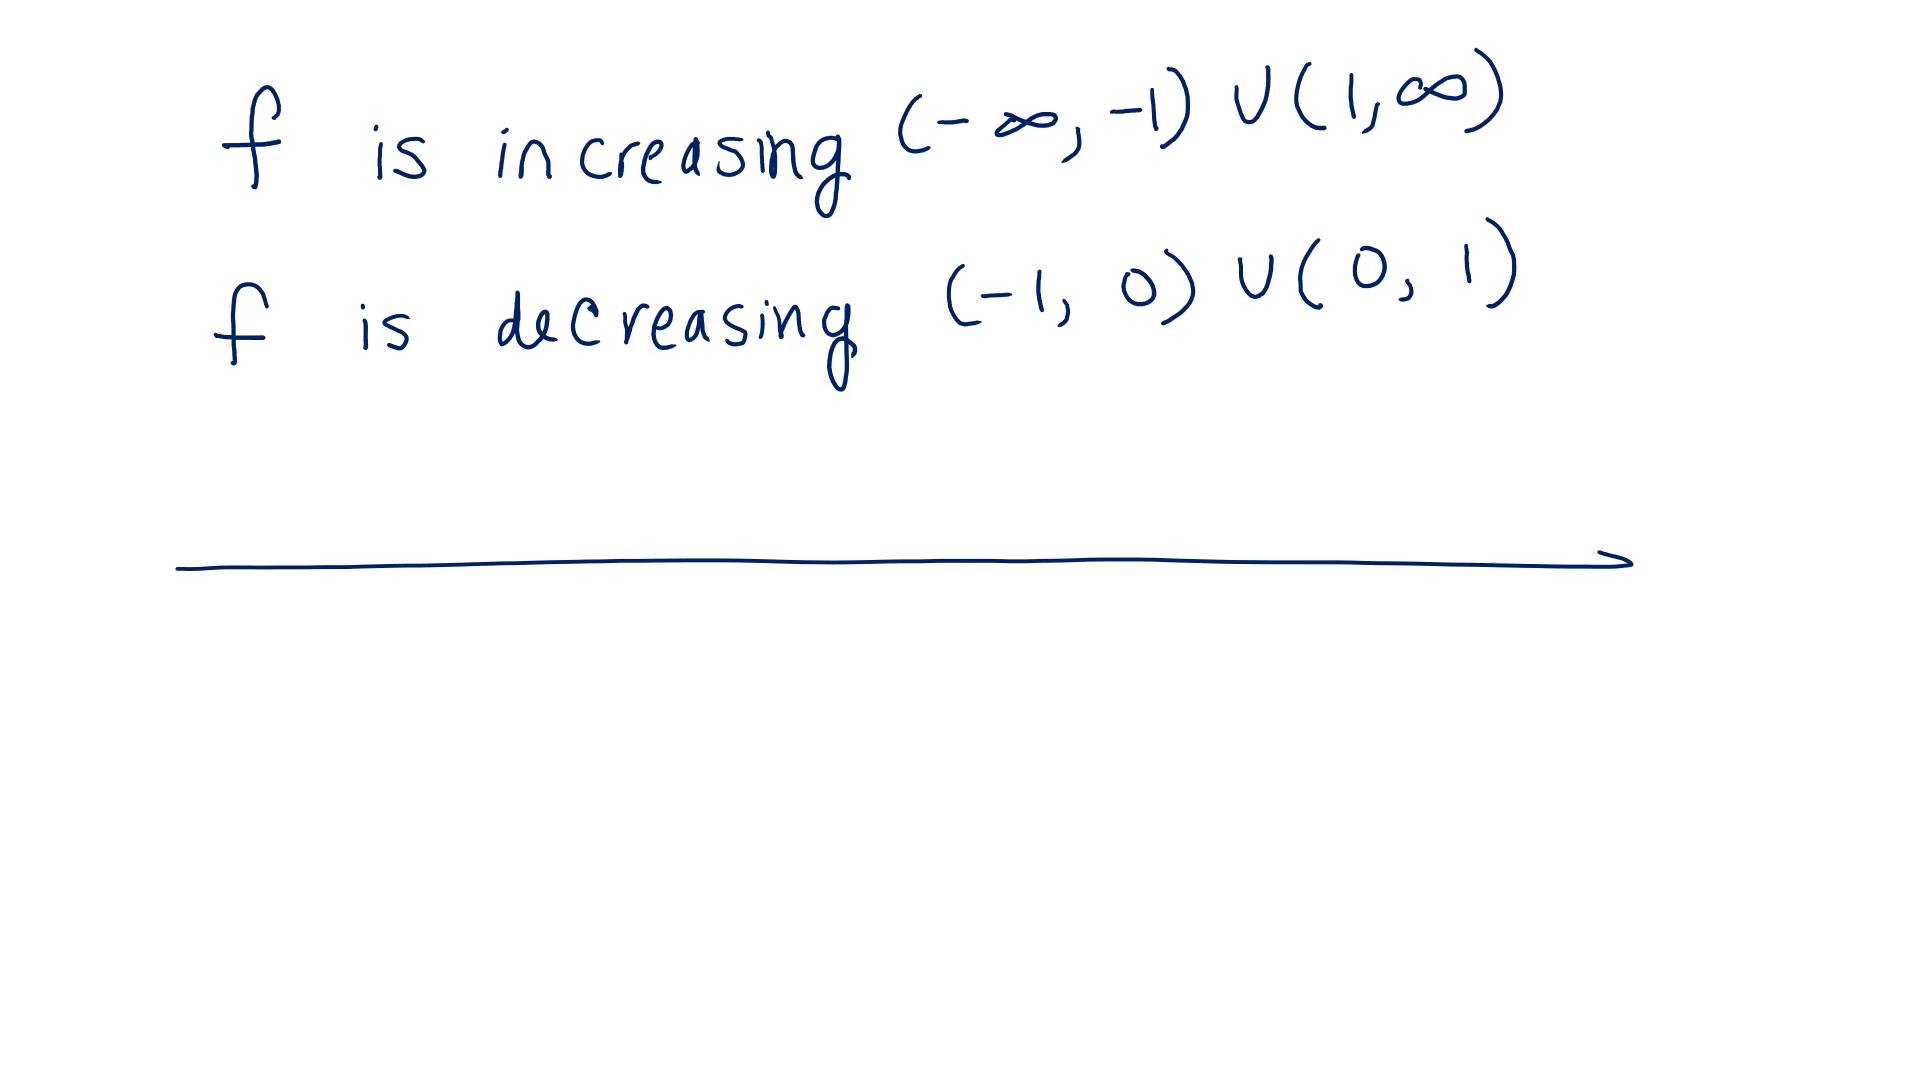 f is increasing (-∞, -1) ∪ (1, ∞)
f is decreasing (-1, 0) ∪ (0, 1)